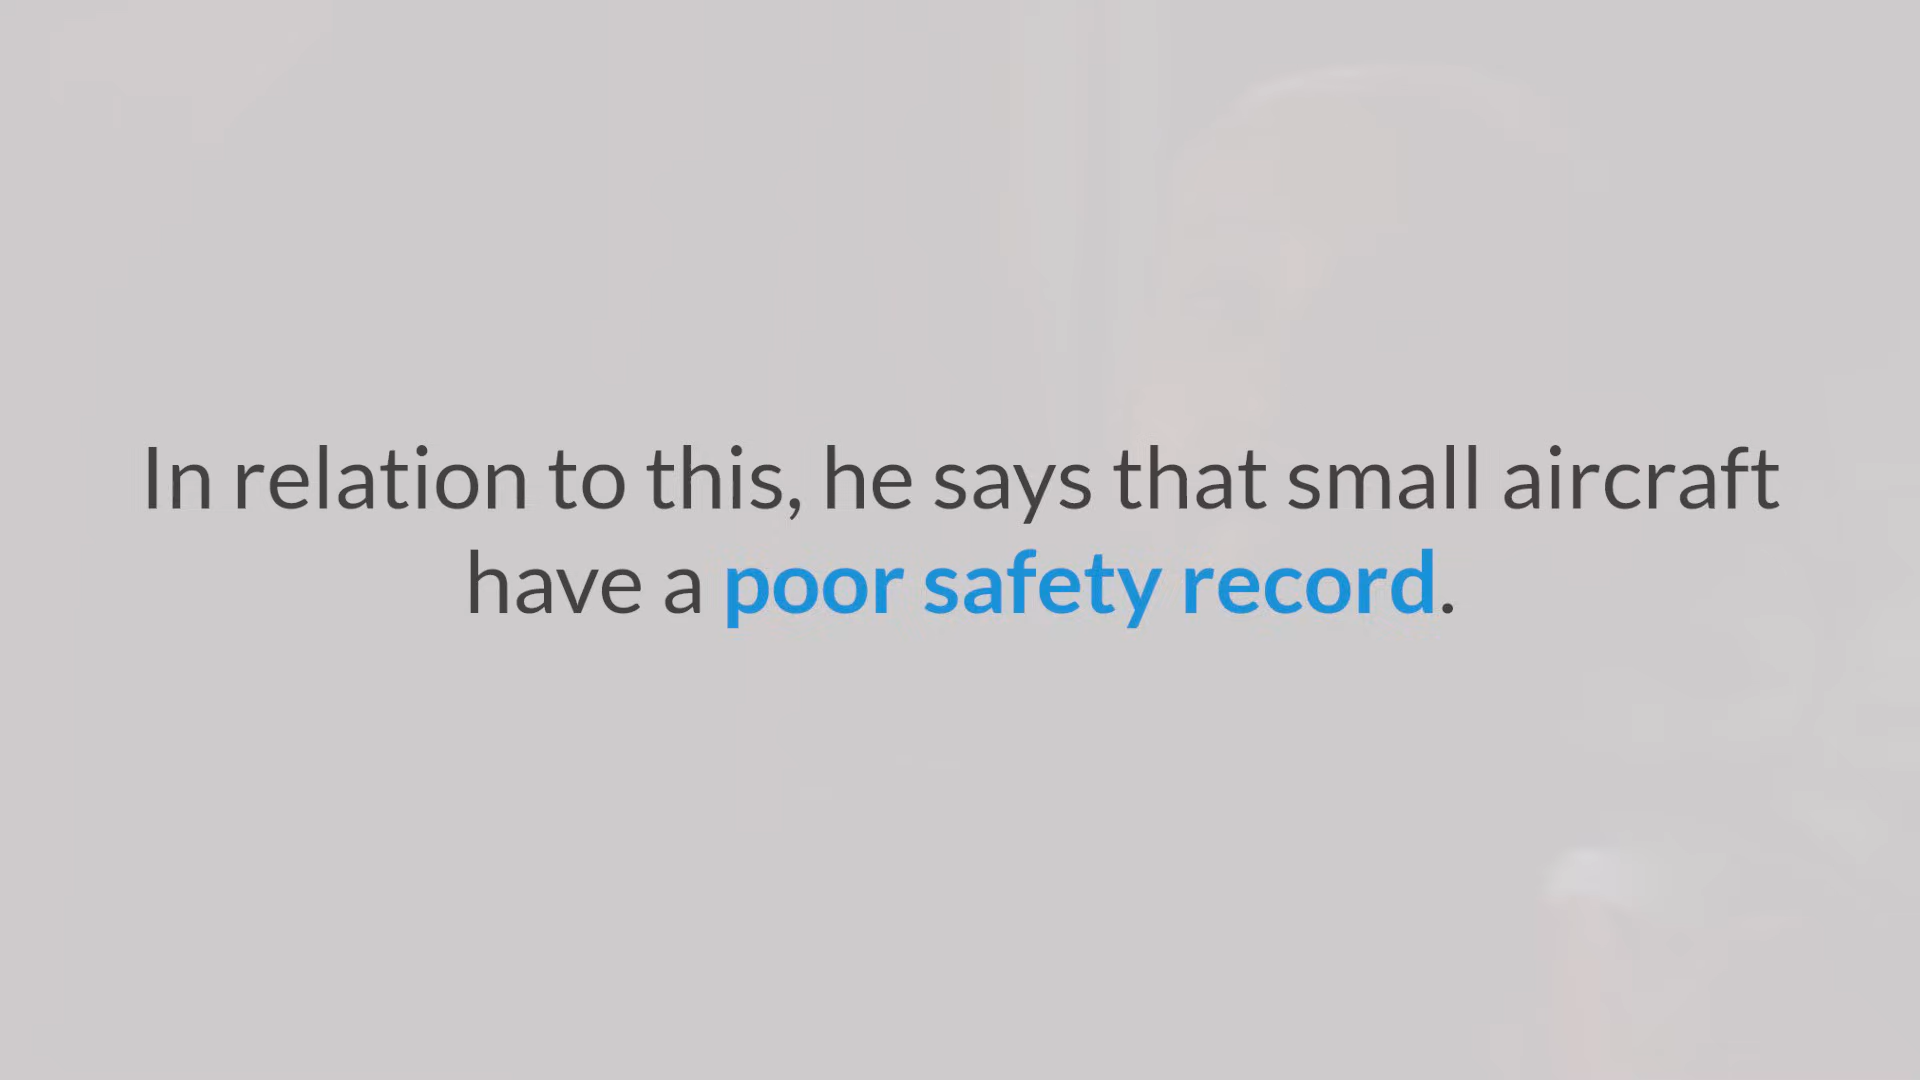 In relation to this, he says that small aircraft
have a poor safety record.